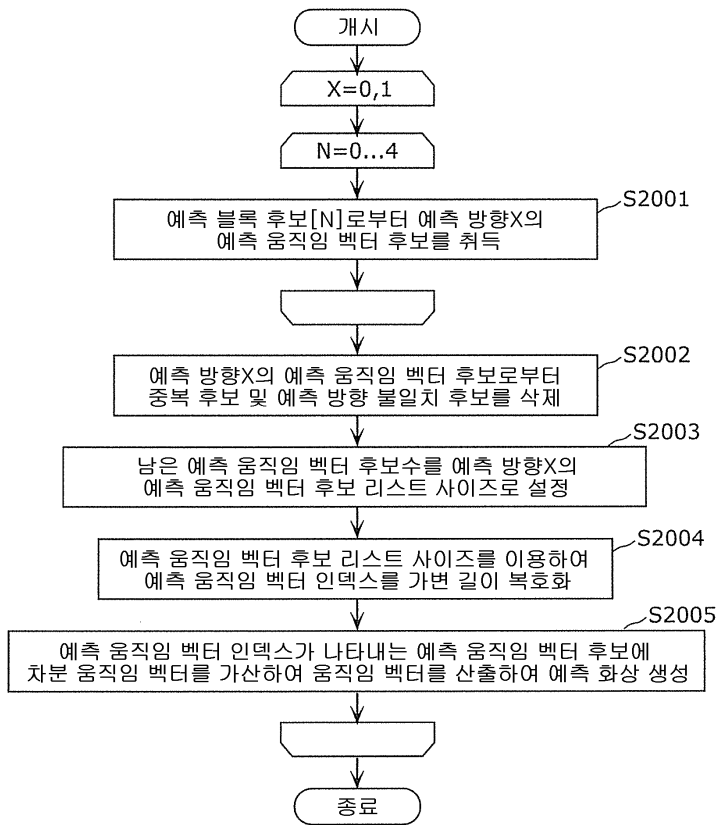 개시
X=0,1
N=0...4
S2001
예측 블록 후보[N]로부터 예측 방향X의
예측 움직임 벡터 후보를 취득
S2002
예측 방향X의 예측 움직임 벡터 후보로부터
중복 후보 및 예측 방향 불일치 후보를 삭제
S2003
남은 예측 움직임 벡터 후보수를 예측 방향X의
예측 움직임 벡터 후보 리스트 사이즈로 설정
S2004
예측 움직임 벡터 후보 리스트 사이즈를 이용하여
예측 움직임 벡터 인덱스를 가변 길이 복호화
S2005
예측 움직임 벡터 인덱스가 나타내는 예측 움직임 벡터 후보에
차분 움직임 벡터를 가산하여 움직임 벡터를 산출하여 예측 화상 생성
종료